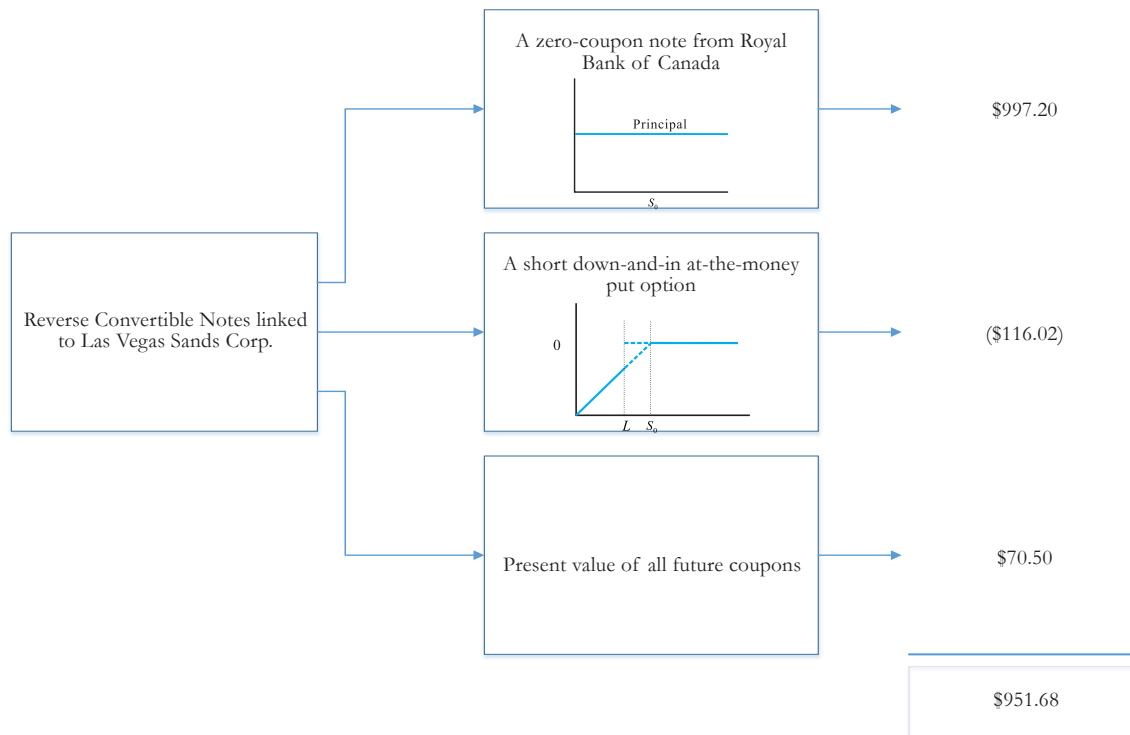 A zero-coupon note from Royal
Bank of Canada
Principal
S₀
$997.20
Reverse Convertible Notes linked
to Las Vegas Sands Corp.
A short down-and-in at-the-money
put option
0
L S₀
($116.02)
Present value of all future coupons
$70.50
$951.68